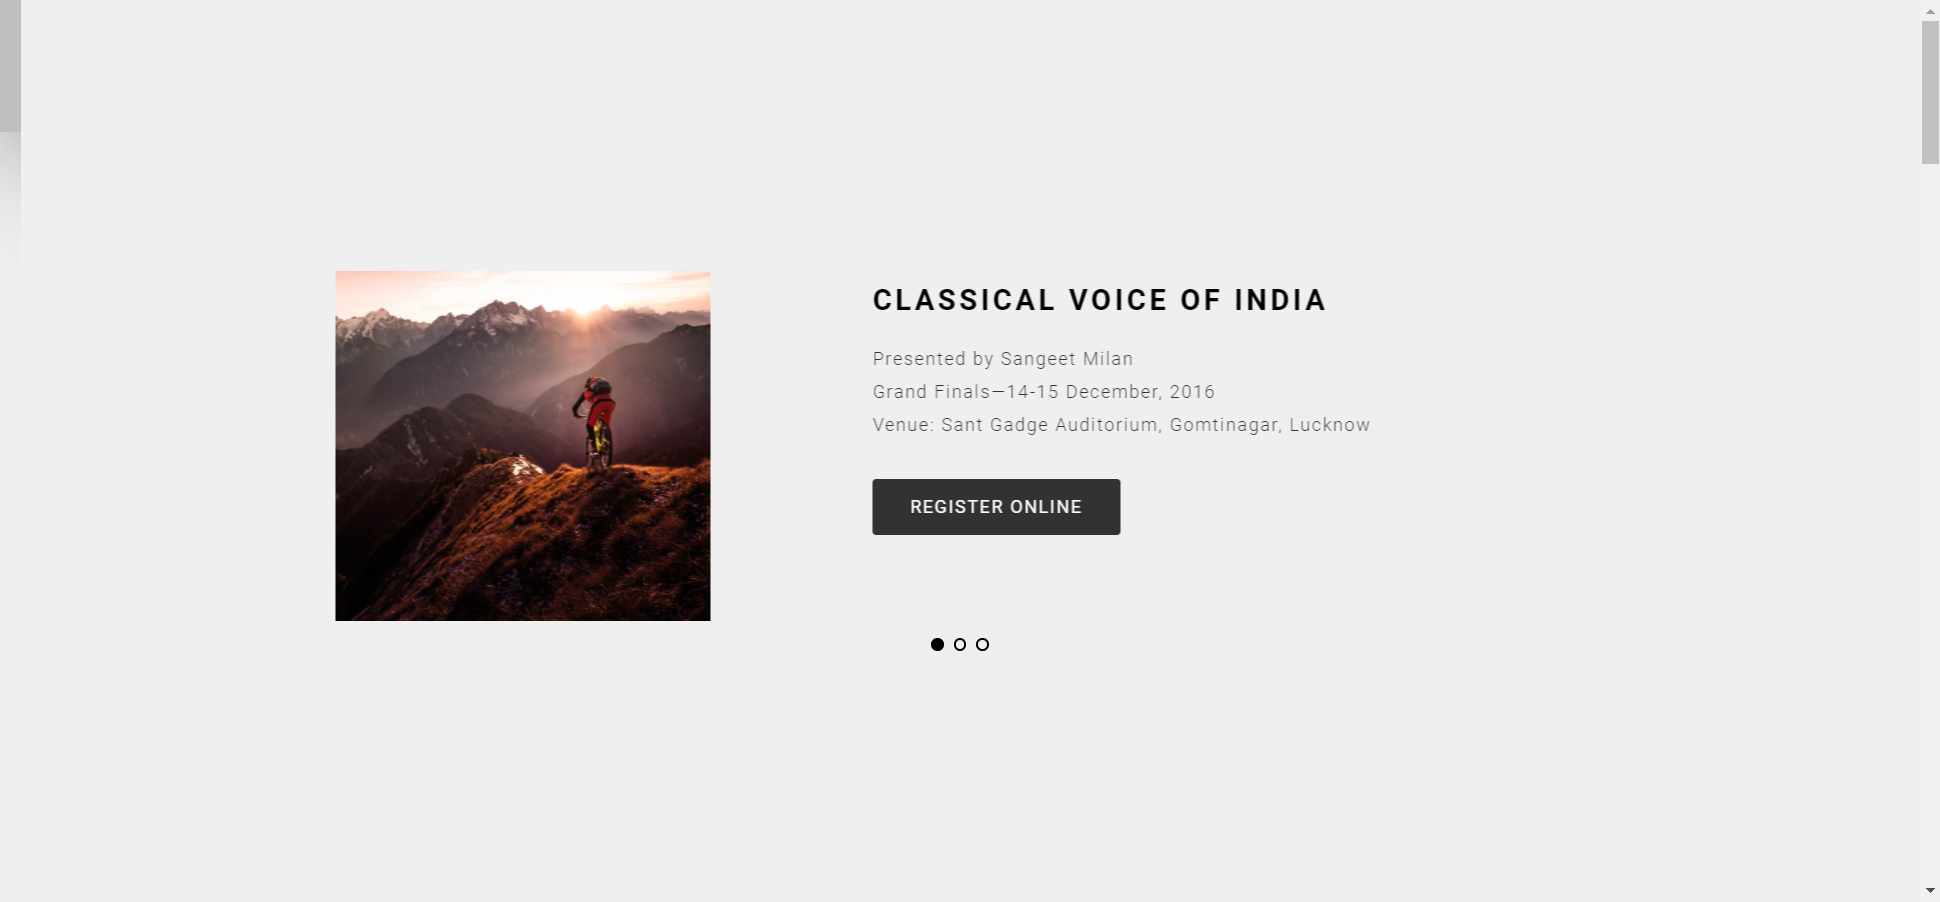 CLASSICAL VOICE OF INDIA
Presented by Sangeet Milan
Grand Finals—14-15 December, 2016
Venue: Sant Gadge Auditorium, Gomtinagar, Lucknow
REGISTER ONLINE